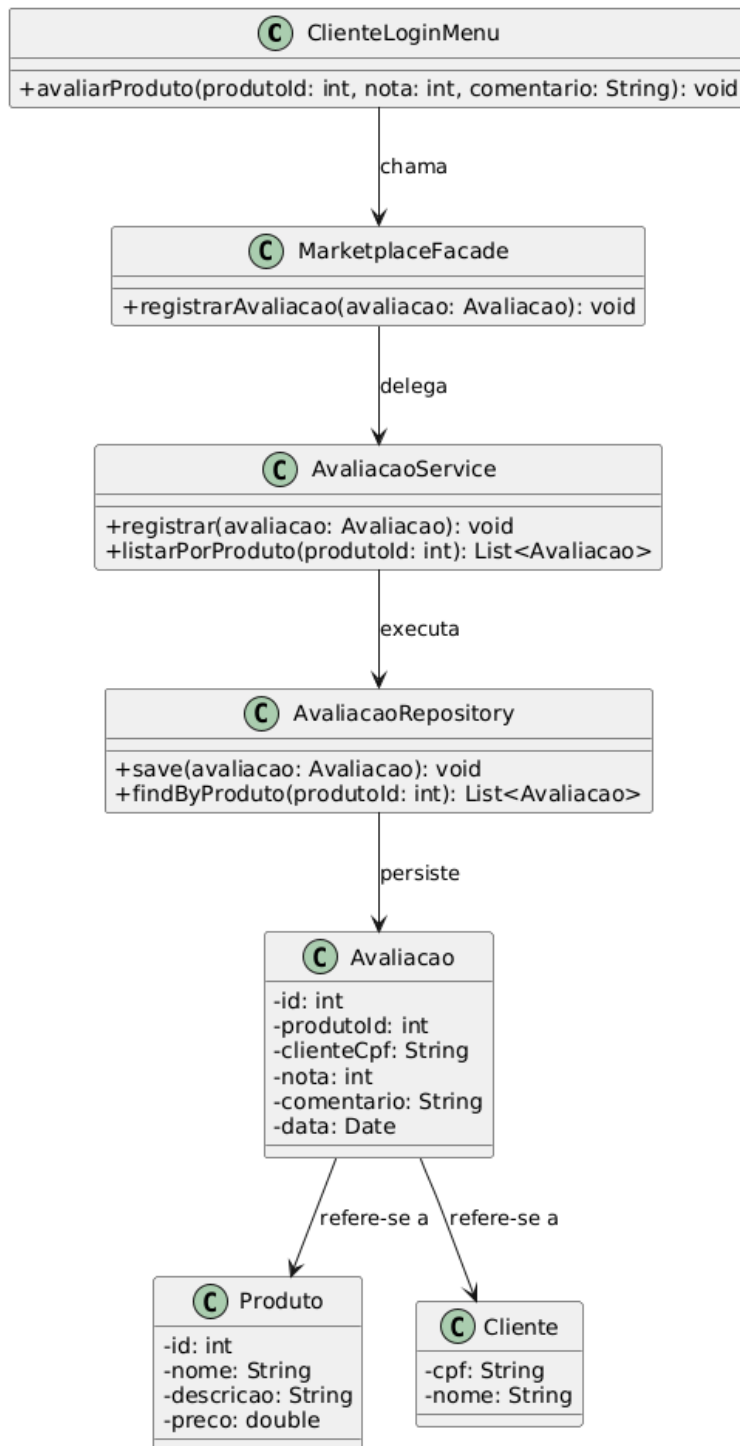 C ClienteLoginMenu
+avaliarProduto(produtoId: int, nota: int, comentario: String): void
chama
C MarketplaceFacade
+registrarAvaliacao(avaliacao: Avaliacao): void
delega
C AvaliacaoService
+registrar(avaliacao: Avaliacao): void
+listarPorProduto(produtoId: int): List<Avaliacao>
executa
C AvaliacaoRepository
+save(avaliacao: Avaliacao): void
+findByProduto(produtoId: int): List<Avaliacao>
persiste
C Avaliacao
-id: int
-produtoId: int
-clienteCpf: String
-nota: int
-comentario: String
-data: Date
refere-se a
refere-se a
C Produto
-id: int
-nome: String
-descricao: String
-preco: double
C Cliente
-cpf: String
-nome: String